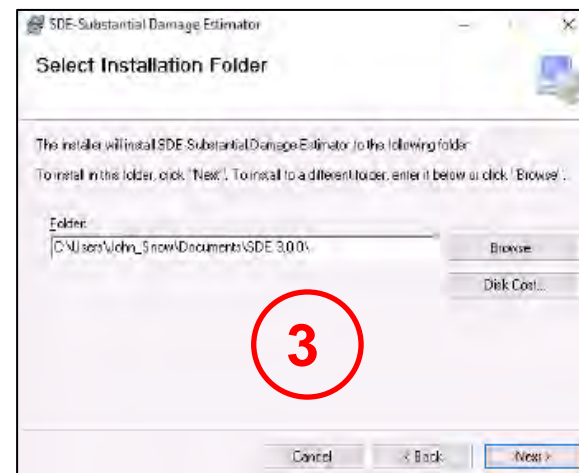 SDE-Substantial Damage Estimator
Select Installation Folder
The installer will install SDE-Substantial Damage Estimator to the following folder.
To install in this folder, click "Next". To install to a different folder, enter it below or click "Browse".
Folder:
C:\Users\John_Snow\Documents\SDE 3.0.0\
Browse...
Disk Cost...
3
Cancel
< Back
Next >